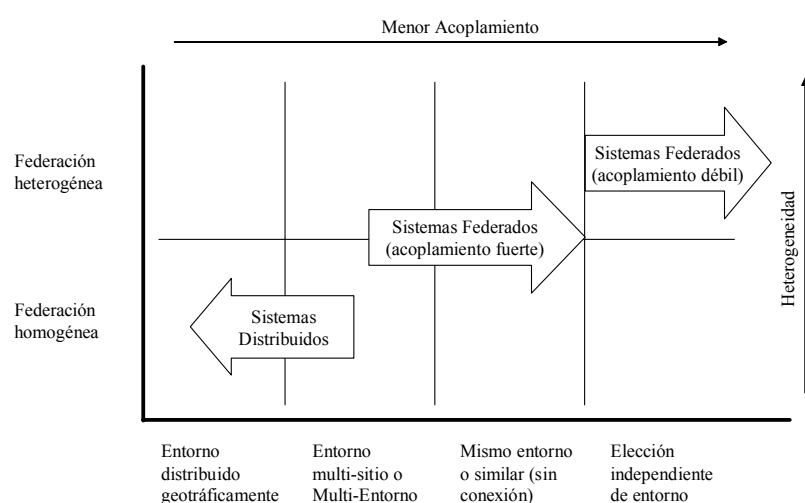 Menor Acoplamiento
Federación
heterogénea
Sistemas Federados
(acoplamiento débil)
Sistemas Federados
(acoplamiento fuerte)
Heterogeneidad
Federación
homogénea
Sistemas
Distribuidos
Entorno
distribuido
geotráficamente
Entorno
multi-sitio o
Multi-Entorno
Mismo entorno
o similar (sin
conexión)
Elección
independiente
de entorno